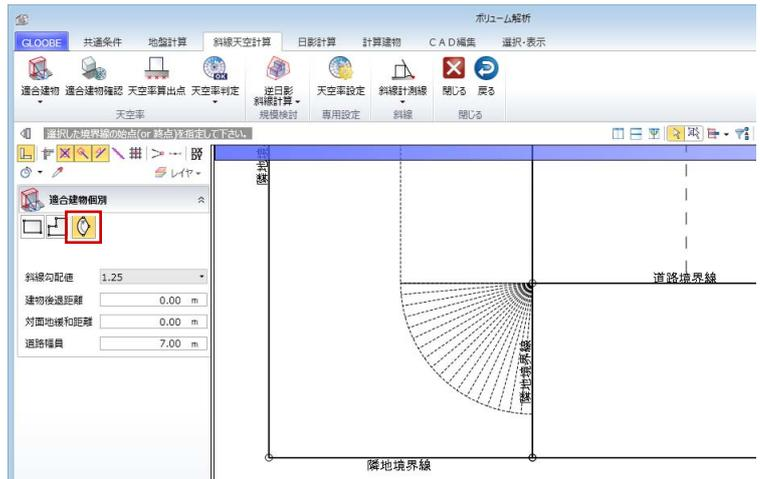 ボリューム解析
GLOOBE 共通条件 地盤計算 斜線天空計算 日影計算 計算建物 CAD編集 選択・表示
適合建物 適合建物確認 天空率算出点 天空率判定 逆日影斜線計算 天空率設定 斜線計測線 閉じる 戻る
天空率 規模検討 専用設定 斜線 閉じる
選択した境界線の始点(or 終点)を指定して下さい。
レイヤ
適合建物個別
斜線勾配値 1.25
建物後退距離 0.00 m
対面地緩和距離 0.00 m
道路幅員 7.00 m
隣地境
道路境界線
隣地境界線
隣地境界線